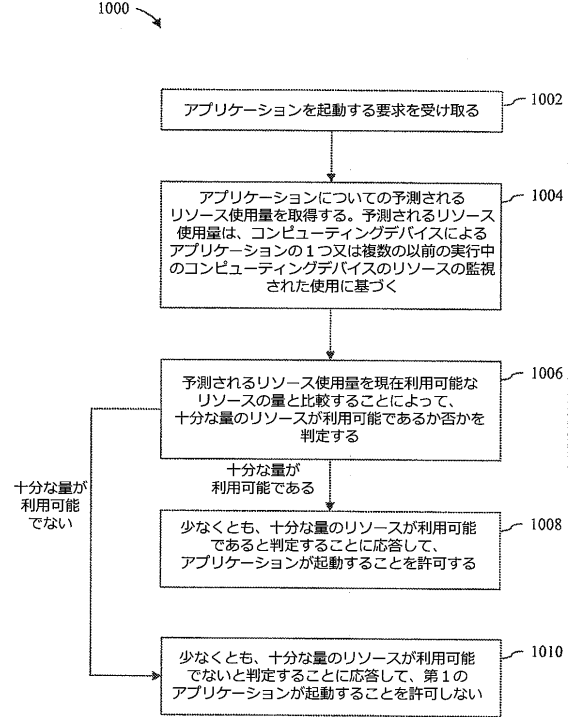 1000
アプリケーションを起動する要求を受け取る
1002
アプリケーションについての予測される
リソース使用量を取得する。予測されるリソース
使用量は、コンピューティングデバイスによる
アプリケーションの１つ又は複数の以前の実行中
のコンピューティングデバイスのリソースの監視
された使用に基づく
1004
予測されるリソース使用量を現在利用可能な
リソースの量と比較することによって、
十分な量のリソースが利用可能であるか否かを
判定する
1006
十分な量が
利用可能である
十分な量が
利用可能
でない
少なくとも、十分な量のリソースが利用可能
であると判定することに応答して、
アプリケーションが起動することを許可する
1008
少なくとも、十分な量のリソースが利用可能
でないと判定することに応答して、第１の
アプリケーションが起動することを許可しない
1010